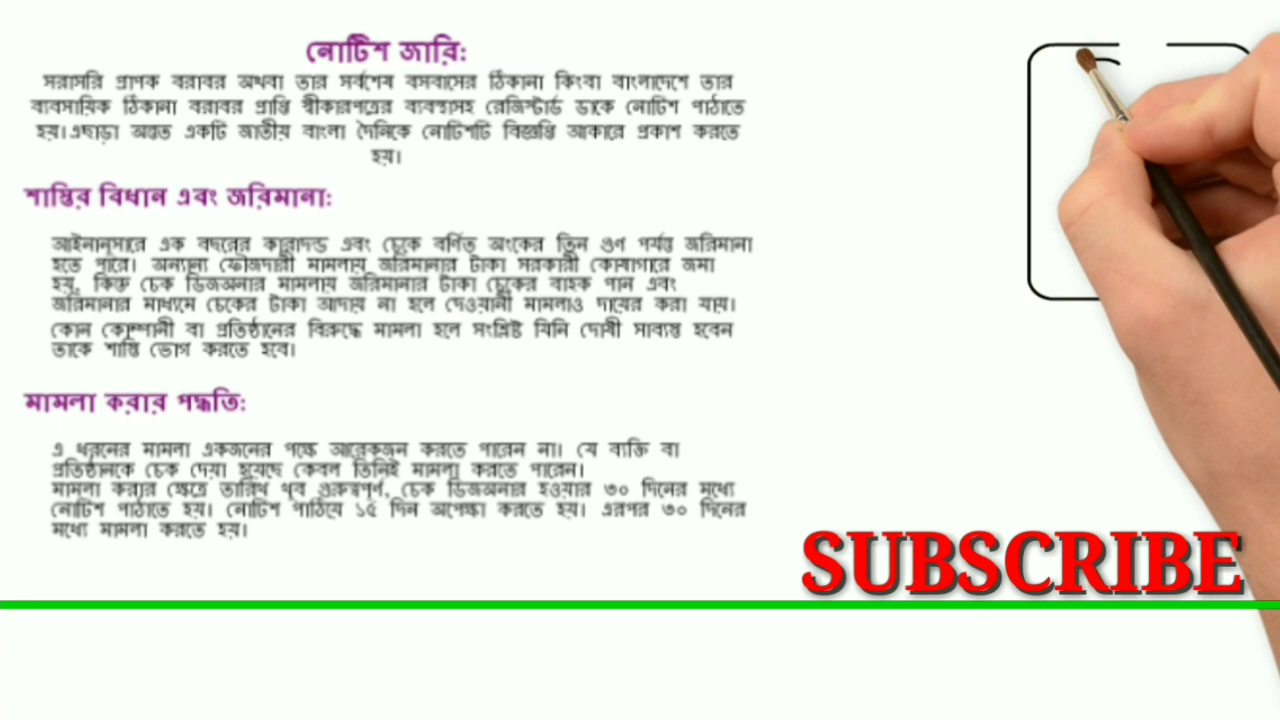 নোটিশ জারি:
সরাসরি প্রাপক বরাবর অথবা তার সর্বশেষ বসবাসের ঠিকানা কিংবা বাংলাদেশে তার
ব্যবসায়িক ঠিকানা বরাবর প্রাপ্তি স্বীকারপত্রের ব্যবস্থাসহ রেজিস্টার্ড ডাকে নোটিশ পাঠাতে
হয়।এছাড়া অন্তত একটি জাতীয় বাংলা দৈনিকে নোটিশটি বিজ্ঞপ্তি আকারে প্রকাশ করতে
হয়।
শাস্তির বিধান এবং জরিমানা:
আইনানুসারে এক বছরের কারাদন্ড এবং চেকে বর্ণিত অংকের তিন গুণ পর্যন্ত জরিমানা
হতে পারে। অন্যান্য ফৌজদারী মামলায় জরিমানার টাকা সরকারী কোষাগারে জমা
হয়, কিন্তু চেক ডিজঅনার মামলায় জরিমানার টাকা চেকের বাহক পান এবং
জরিমানার মাধ্যমে চেকের টাকা আদায় না হলে দেওয়ানী মামলাও দায়ের করা যায়।
কোন কোম্পানী বা প্রতিষ্ঠানের বিরুদ্ধে মামলা হলে সংশ্লিষ্ট যিনি দোষী সাব্যস্ত হবেন
তাকে শাস্তি ভোগ করতে হবে।
মামলা করার পদ্ধতি:
এ ধরনের মামলা একজনের পক্ষে আরেকজন করতে পারেন না। যে ব্যক্তি বা
প্রতিষ্ঠানকে চেক দেয়া হয়েছে কেবল তিনিই মামলা করতে পারেন।
মামলা করার ক্ষেত্রে তারিখ খুব গুরুত্বপূর্ণ, চেক ডিজঅনার হওয়ার ৩০ দিনের মধ্যে
নোটিশ পাঠাতে হয়। নোটিশ পাঠিয়ে ১৫ দিন অপেক্ষা করতে হয়। এরপর ৩০ দিনের
মধ্যে মামলা করতে হয়।
SUBSCRIBE